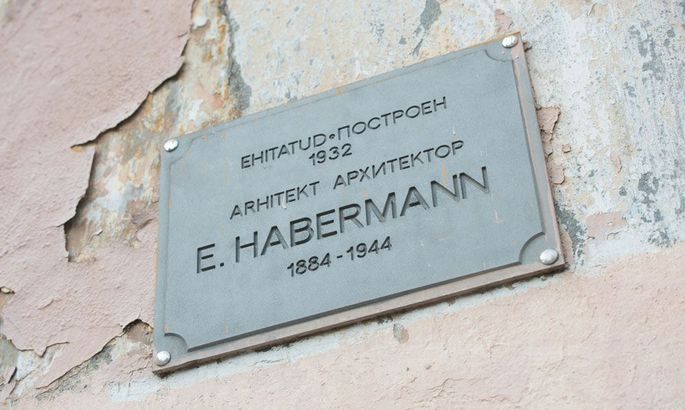 EHITATUD•ПОСТРОЕН
1932
ARHITEKT АРХИТЕКТОР
E. HABERMANN
1884-1944